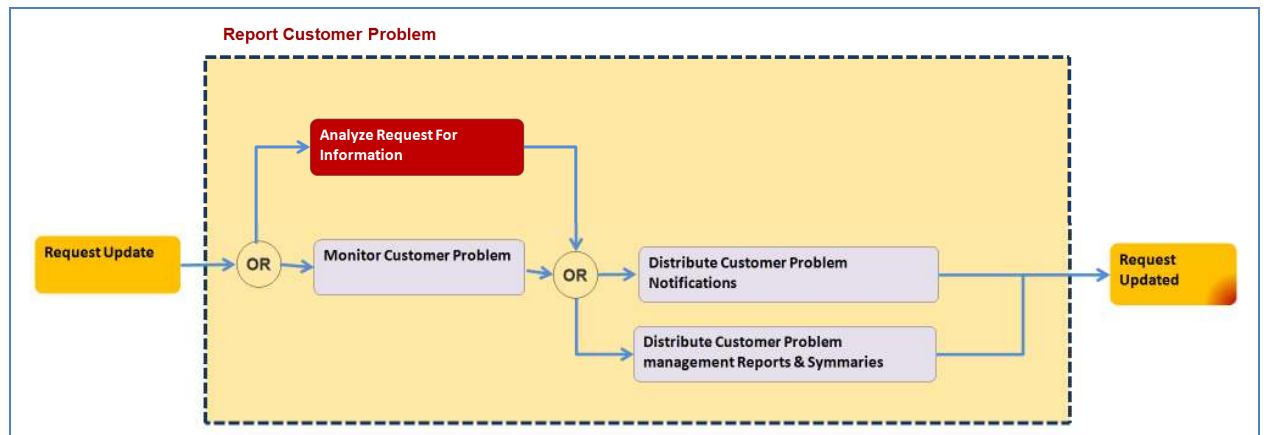 Report Customer Problem
Analyze Request For
Information
Request Update
OR
Monitor Customer Problem
OR
Distribute Customer Problem
Notifications
Request
Updated
Distribute Customer Problem
management Reports & Symmaries